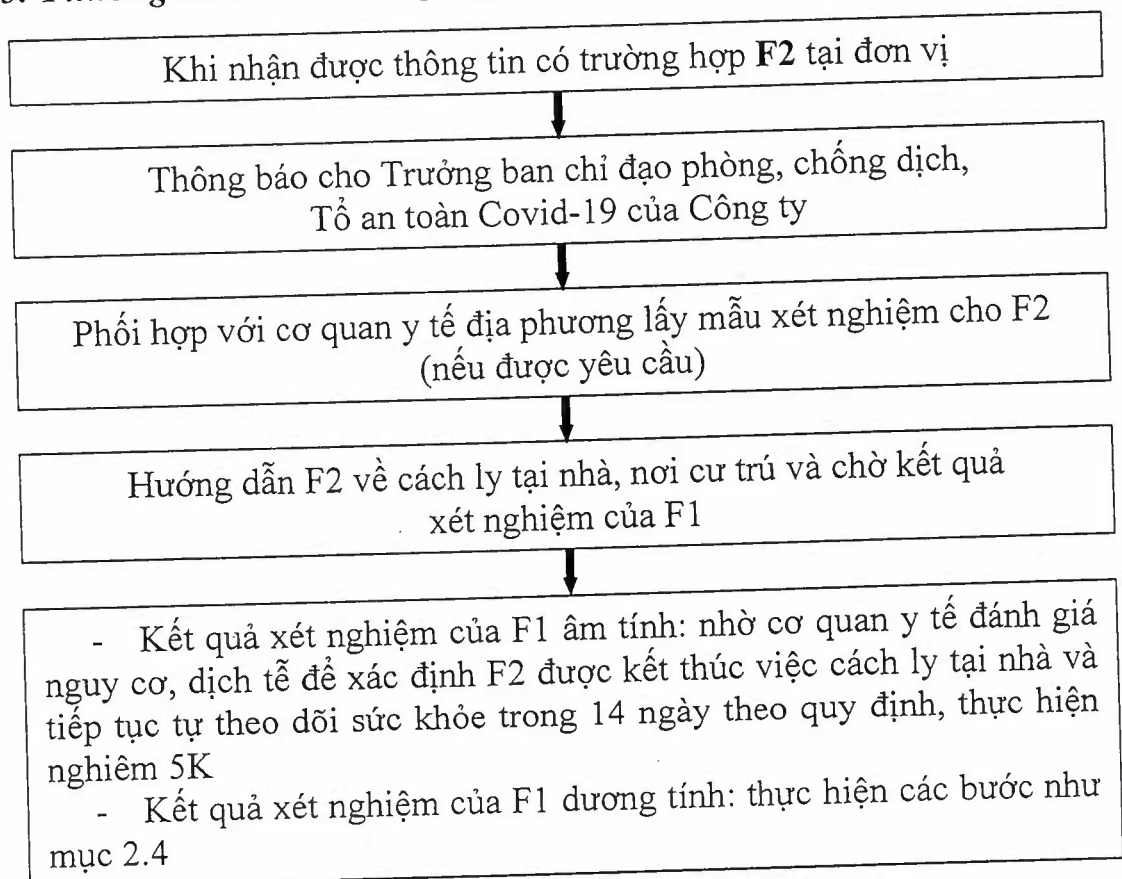 Khi nhận được thông tin có trường hợp F2 tại đơn vị
Thông báo cho Trưởng ban chỉ đạo phòng, chống dịch,
Tổ an toàn Covid-19 của Công ty
Phối hợp với cơ quan y tế địa phương lấy mẫu xét nghiệm cho F2
(nếu được yêu cầu)
Hướng dẫn F2 về cách ly tại nhà, nơi cư trú và chờ kết quả
xét nghiệm của F1
- Kết quả xét nghiệm của F1 âm tính: nhờ cơ quan y tế đánh giá
nguy cơ, dịch tễ để xác định F2 được kết thúc việc cách ly tại nhà và
tiếp tục tự theo dõi sức khỏe trong 14 ngày theo quy định, thực hiện
nghiêm 5K
- Kết quả xét nghiệm của F1 dương tính: thực hiện các bước như
mục 2.4